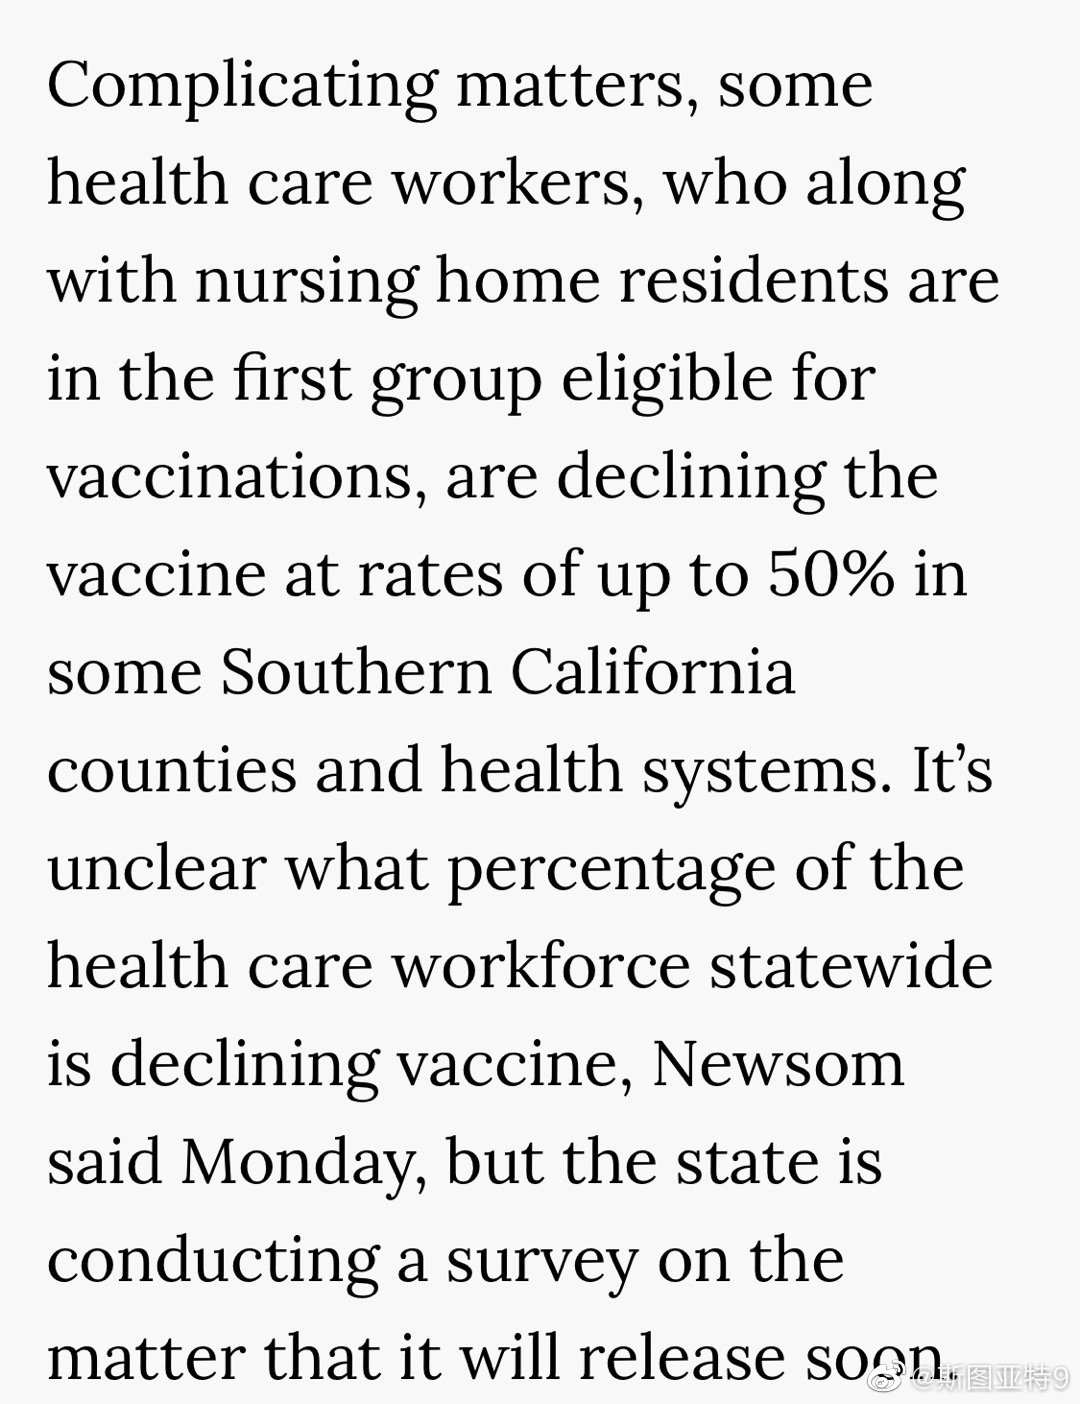 Complicating matters, some
health care workers, who along
with nursing home residents are
in the first group eligible for
vaccinations, are declining the
vaccine at rates of up to 50% in
some Southern California
counties and health systems. It’s
unclear what percentage of the
health care workforce statewide
is declining vaccine, Newsom
said Monday, but the state is
conducting a survey on the
matter that it will release soon.
@斯图亚特9